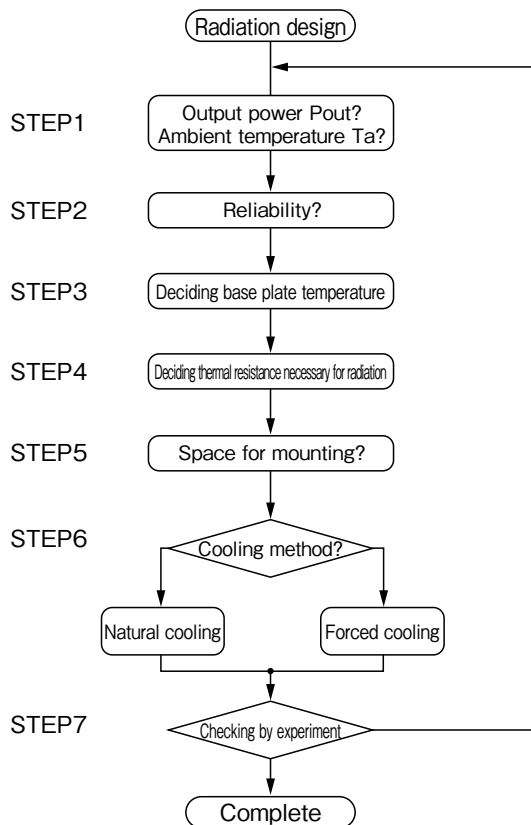 Radiation design
STEP1
Output power Pout?
Ambient temperature Ta?
STEP2
Reliability?
STEP3
Deciding base plate temperature
STEP4
Deciding thermal resistance necessary for radiation
STEP5
Space for mounting?
STEP6
Cooling method?
Natural cooling
Forced cooling
STEP7
Checking by experiment
Complete